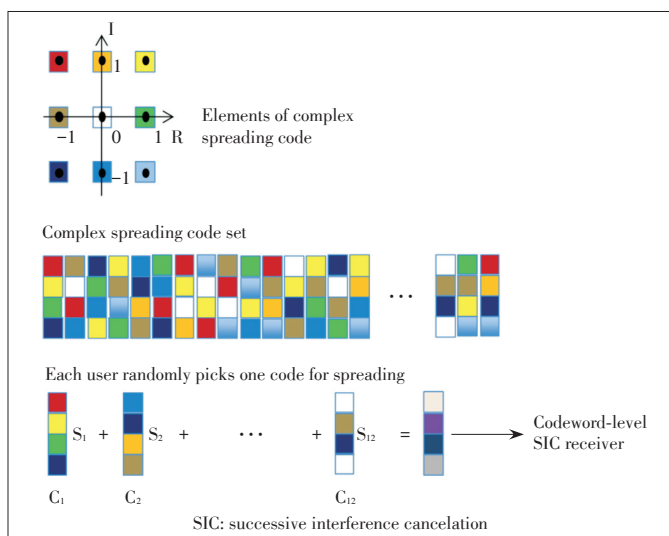 I
1
−1 0 1 R
−1
Elements of complex
spreading code
Complex spreading code set
...
Each user randomly picks one code for spreading
S1 + S2 + ... + S12 =
C1 C2 C12
Codeword-level
SIC receiver
SIC: successive interference cancelation